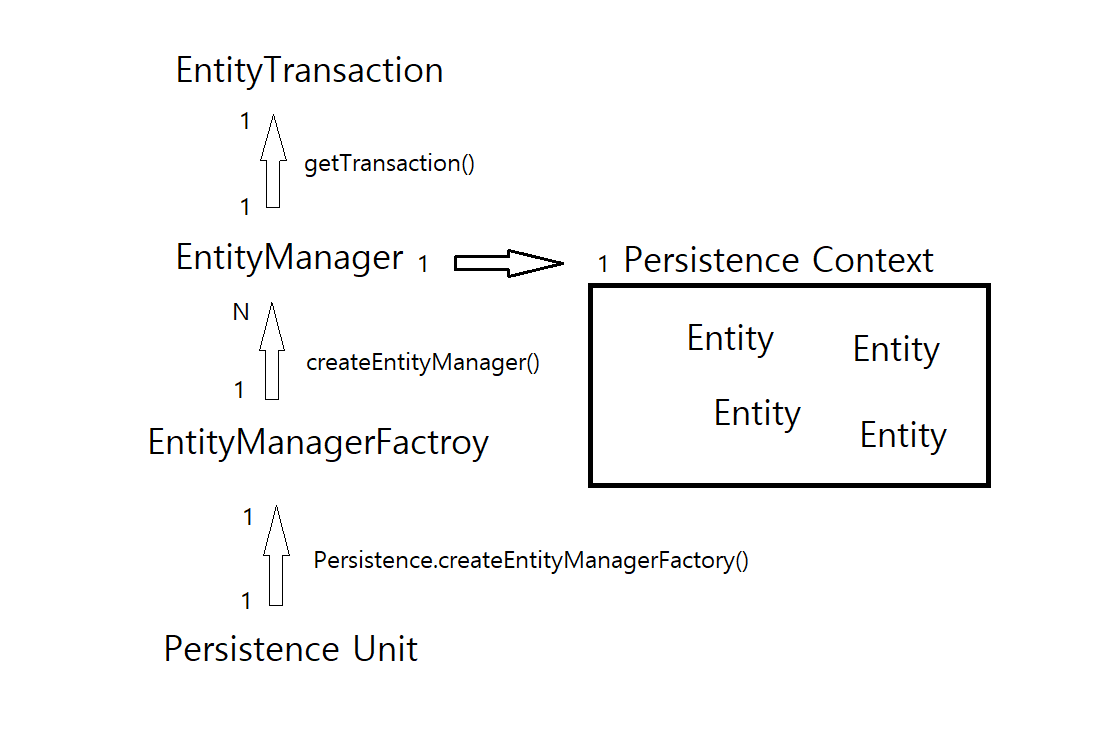 EntityTransaction
1
getTransaction()
1
EntityManager 1 1 Persistence Context
N
createEntityManager()
1
EntityManagerFactroy
Entity
Entity
Entity
Entity
1
Persistence.createEntityManagerFactory()
1
Persistence Unit